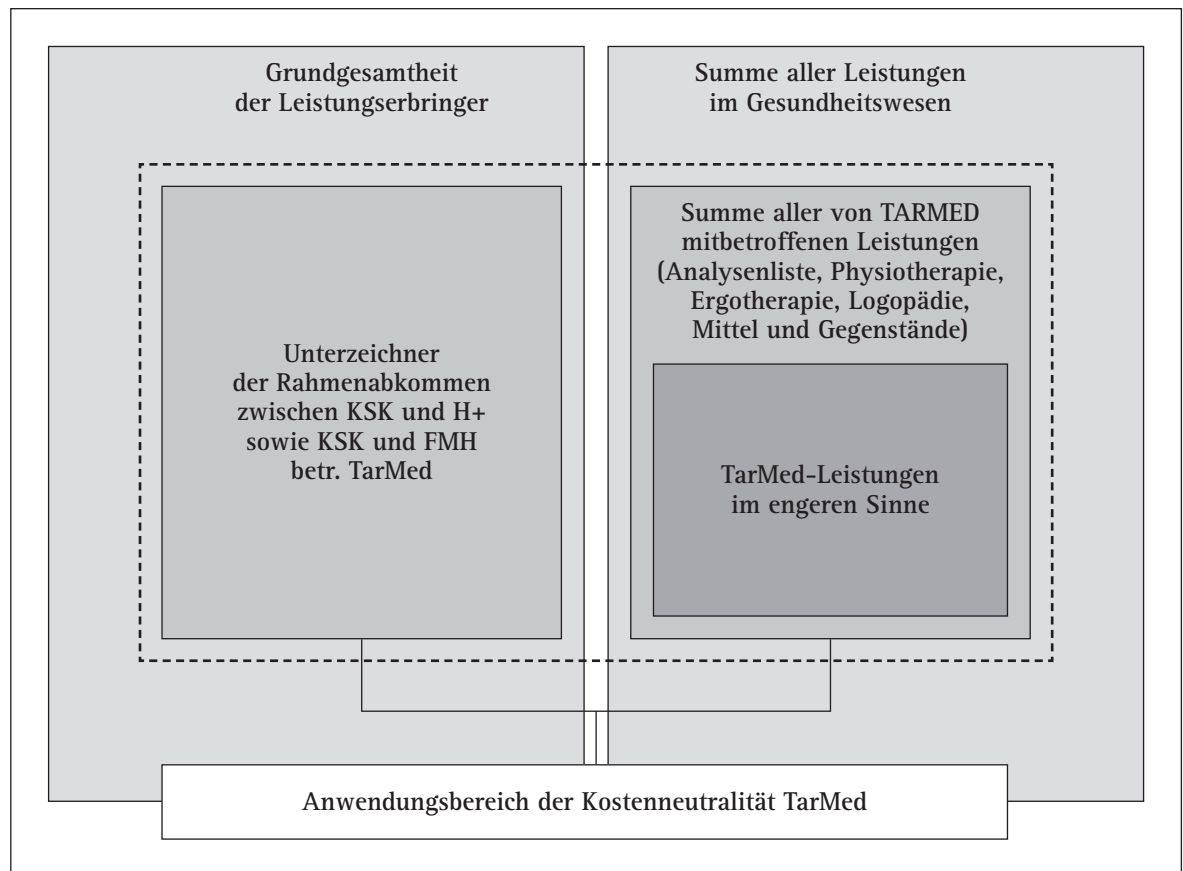 Grundgesamtheit
der Leistungserbringer
Summe aller Leistungen
im Gesundheitswesen
Unterzeichner
der Rahmenabkommen
zwischen KSK und H+
sowie KSK und FMH
betr. TarMed
Summe aller von TARMED
mitbetroffenen Leistungen
(Analysenliste, Physiotherapie,
Ergotherapie, Logopädie,
Mittel und Gegenstände)
TarMed-Leistungen
im engeren Sinne
Anwendungsbereich der Kostenneutralität TarMed